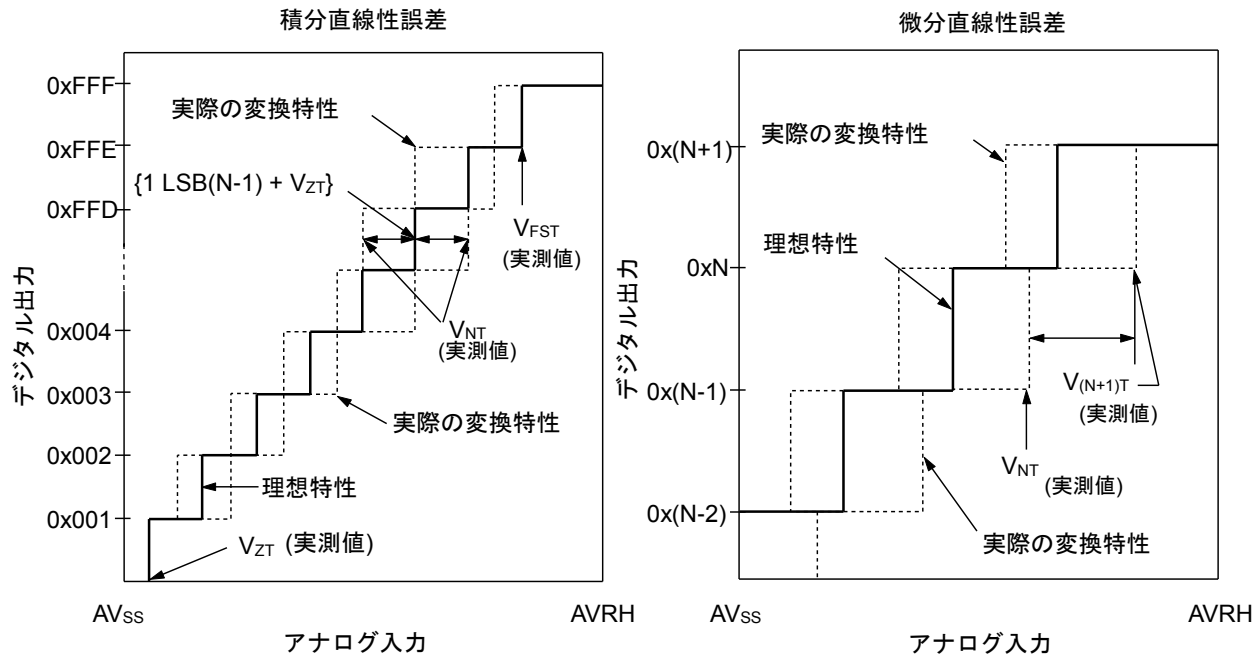 積分直線性誤差
0xFFF
実際の変換特性
0xFFE
{1 LSB(N-1) + VZT}
0xFFD
VFST
(実測値)
デジタル出力
0x004
VNT
(実測値)
0x003
実際の変換特性
0x002
理想特性
0x001
VZT (実測値)
AVSS
AVRH
アナログ入力
微分直線性誤差
0x(N+1)
実際の変換特性
理想特性
0xN
デジタル出力
V(N+1)T
(実測値)
0x(N-1)
VNT (実測値)
0x(N-2)
実際の変換特性
AVSS
AVRH
アナログ入力